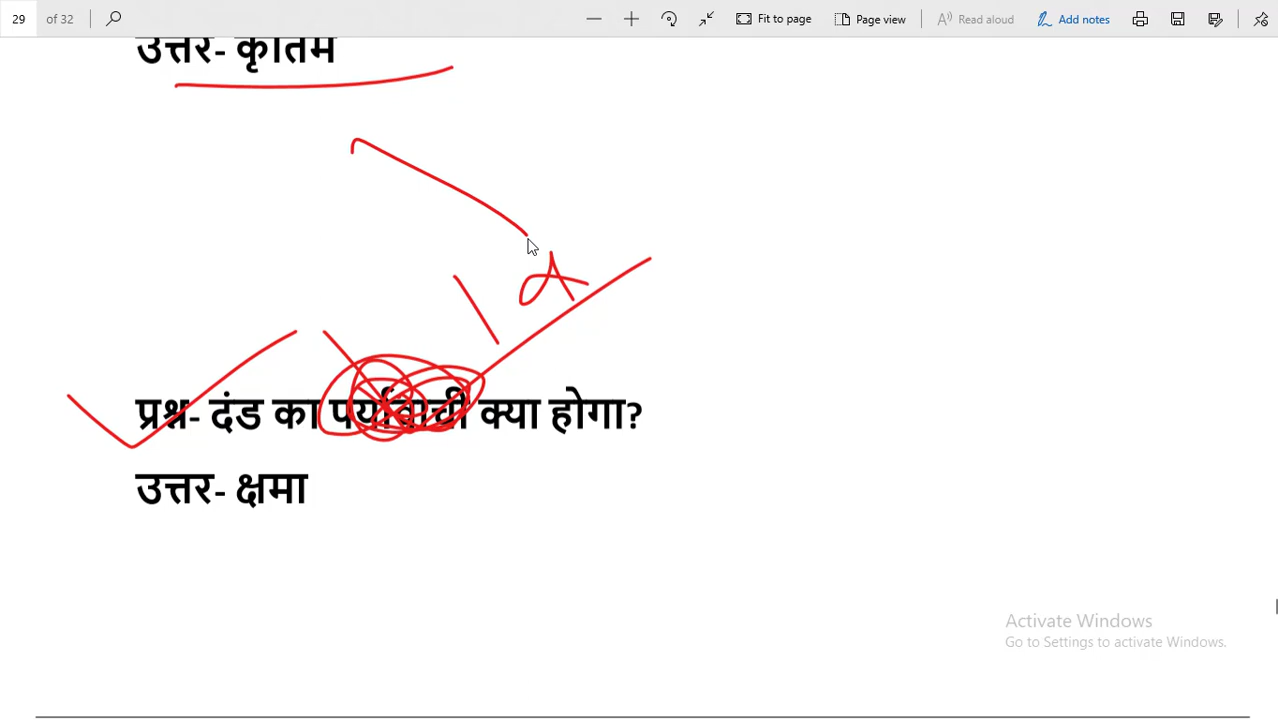 29 of 32 Fit to page Page view Read aloud Add notes
उत्तर- कृतिम
प्रश्न- दंड का पर्यावाची क्या होगा?
उत्तर- क्षमा
Activate Windows
Go to Settings to activate Windows.